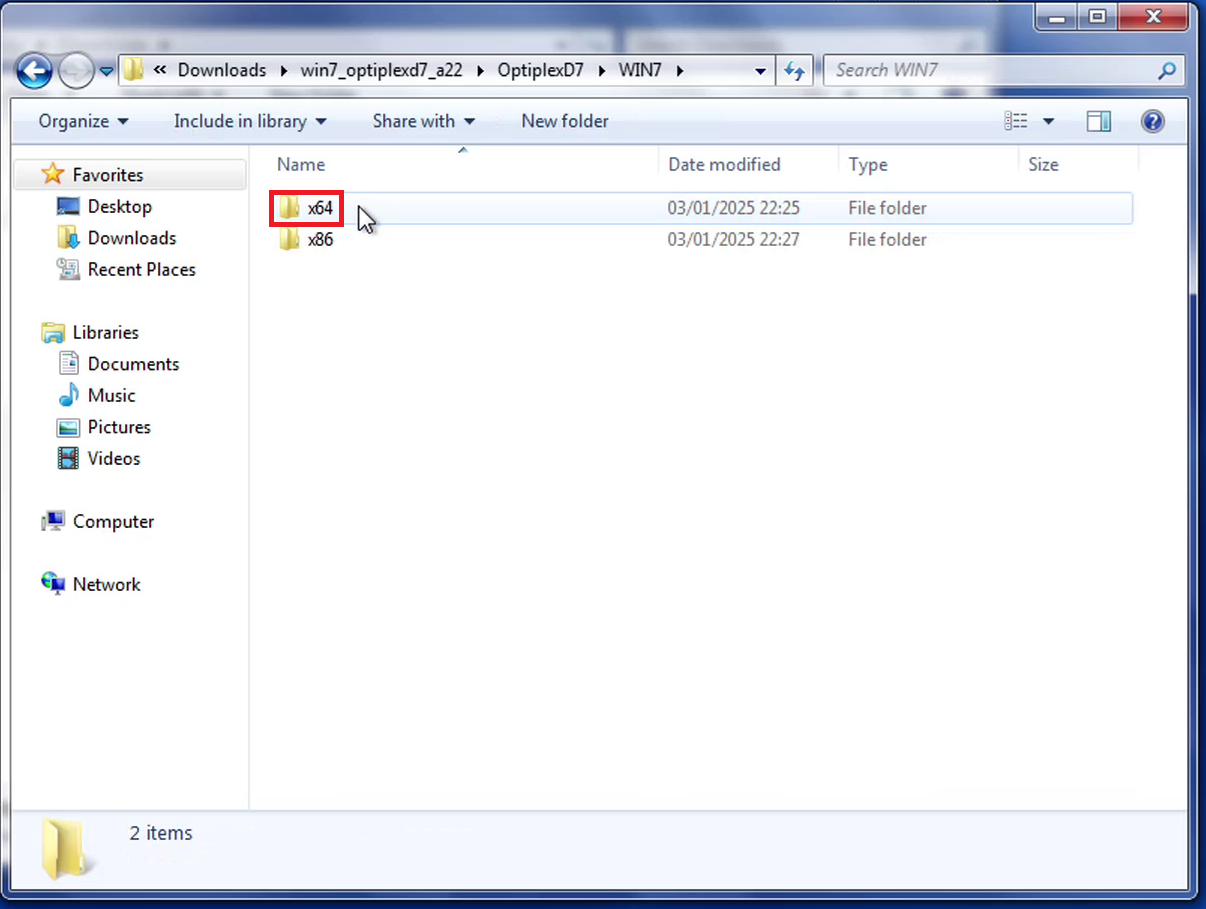 « Downloads win7_optiplexd7_a22 OptiplexD7 WIN7 Search WIN7
Organize Include in library Share with New folder
Name Date modified Type Size
Favorites
Desktop
Downloads
Recent Places
Libraries
Documents
Music
Pictures
Videos
Computer
Network
x64 03/01/2025 22:25 File folder
x86 03/01/2025 22:27 File folder
2 items